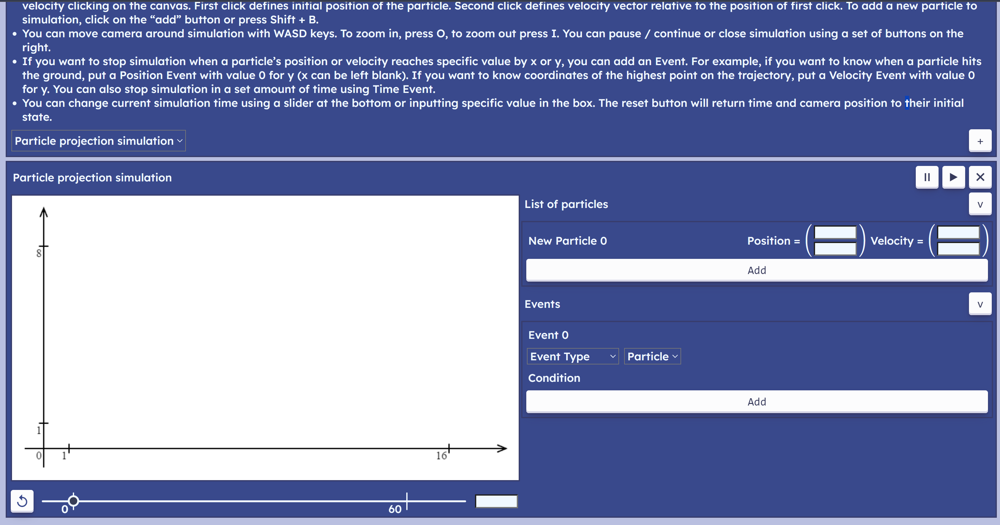 velocity clicking on the canvas. First click defines initial position of the particle. Second click defines velocity vector relative to the position of first click. To add a new particle to
simulation, click on the “add” button or press Shift + B.
• You can move camera around simulation with WASD keys. To zoom in, press O, to zoom out press I. You can pause / continue or close simulation using a set of buttons on the
right.
• If you want to stop simulation when a particle’s position or velocity reaches specific value by x or y, you can add an Event. For example, if you want to know when a particle hits
the ground, put a Position Event with value 0 for y (x can be left blank). If you want to know coordinates of the highest point on the trajectory, put a Velocity Event with value 0
for y. You can also stop simulation in a set amount of time using Time Event.
• You can change current simulation time using a slider at the bottom or inputting specific value in the box. The reset button will return time and camera position to their initial
state.
Particle projection simulation
+
Particle projection simulation
8
1
0 1 16
0 60
List of particles
v
New Particle 0 Position = ( ) Velocity = ( )
Add
Events
v
Event 0
Event Type Particle
Condition
Add